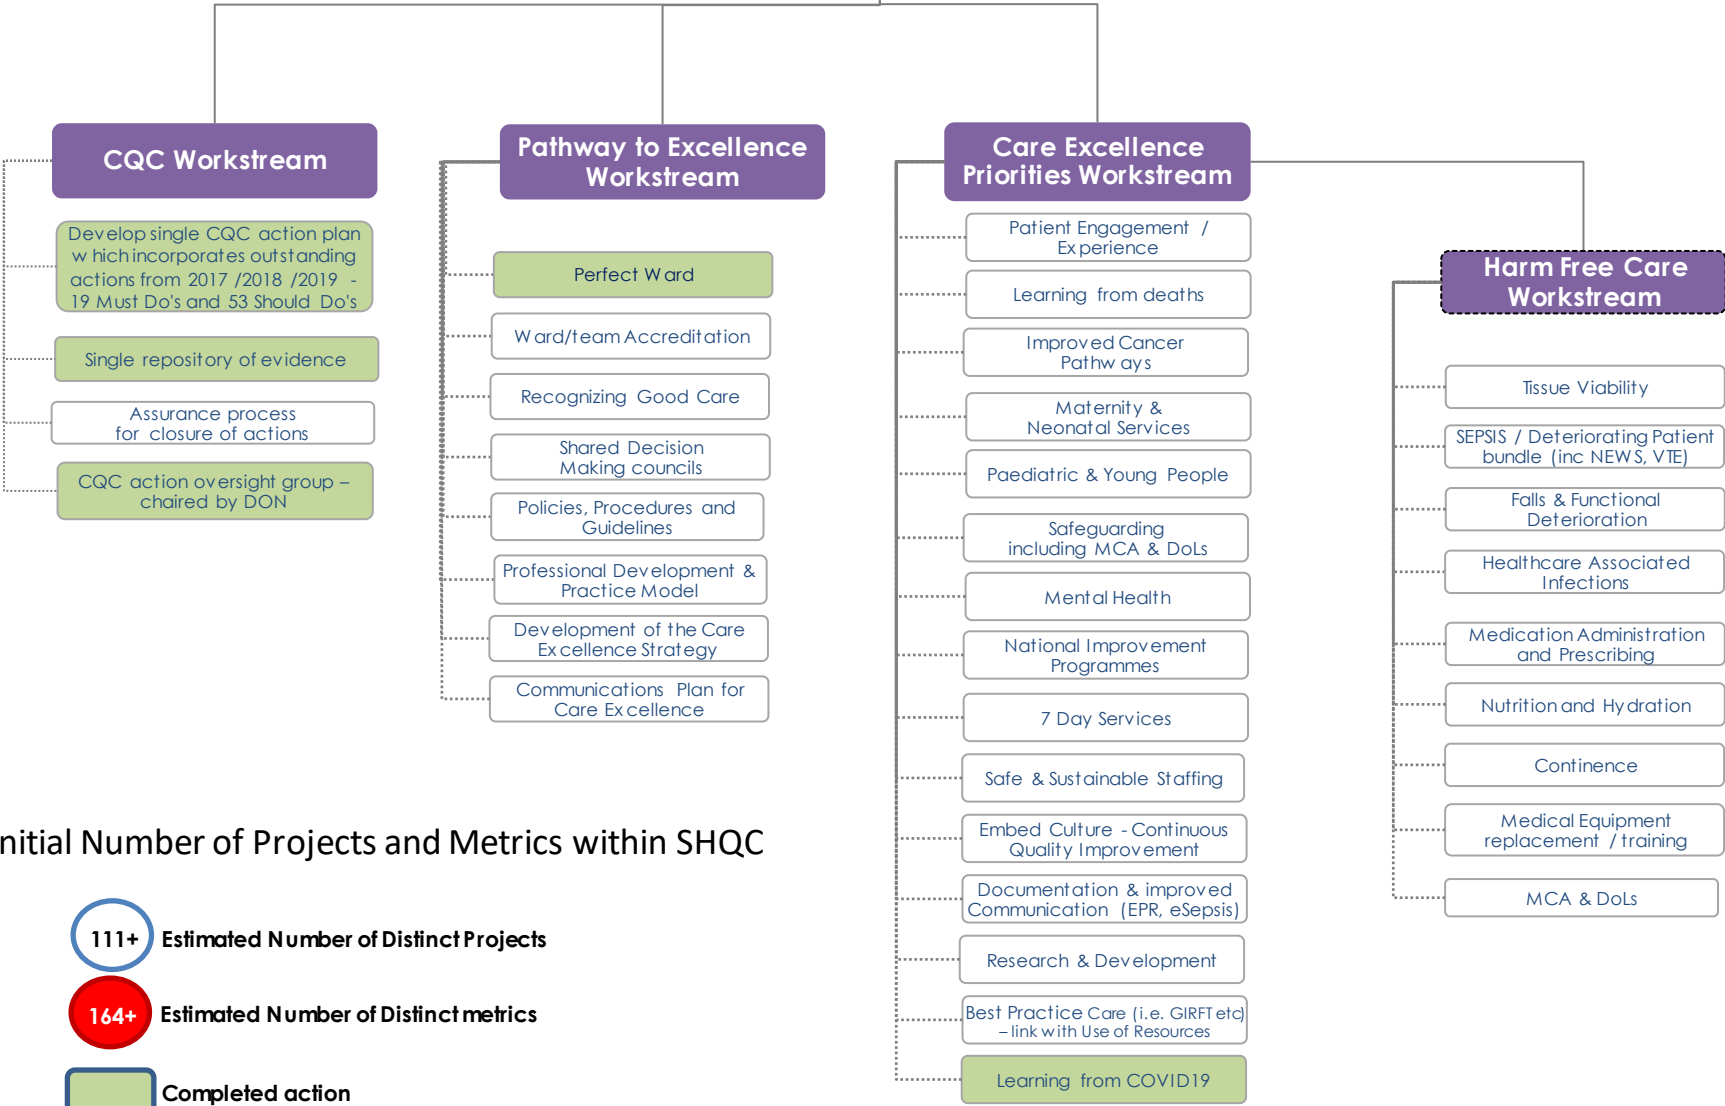 CQC Workstream
Develop single CQC action plan
which incorporates outstanding
actions from 2017 /2018 /2019 -
19 Must Do's and 53 Should Do's
Single repository of evidence
Assurance process
for closure of actions
CQC action oversight group –
chaired by DON
Pathway to Excellence
Workstream
Perfect Ward
Ward/team Accreditation
Recognizing Good Care
Shared Decision
Making councils
Policies, Procedures and
Guidelines
Professional Development &
Practice Model
Development of the Care
Excellence Strategy
Communications Plan for
Care Excellence
Care Excellence
Priorities Workstream
Patient Engagement /
Experience
Learning from deaths
Improved Cancer
Pathways
Maternity &
Neonatal Services
Paediatric & Young People
Safeguarding
including MCA & DoLs
Mental Health
National Improvement
Programmes
7 Day Services
Safe & Sustainable Staffing
Embed Culture - Continuous
Quality Improvement
Documentation & improved
Communication (EPR, eSepsis)
Research & Development
Best Practice Care (i.e. GIRFT etc)
– link with Use of Resources
Learning from COVID19
Harm Free Care
Workstream
Tissue Viability
SEPSIS / Deteriorating Patient
bundle (inc NEWS, VTE)
Falls & Functional
Deterioration
Healthcare Associated
Infections
Medication Administration
and Prescribing
Nutrition and Hydration
Continence
Medical Equipment
replacement / training
MCA & DoLs
nitial Number of Projects and Metrics within SHQC
111+ Estimated Number of Distinct Projects
164+ Estimated Number of Distinct metrics
Completed action